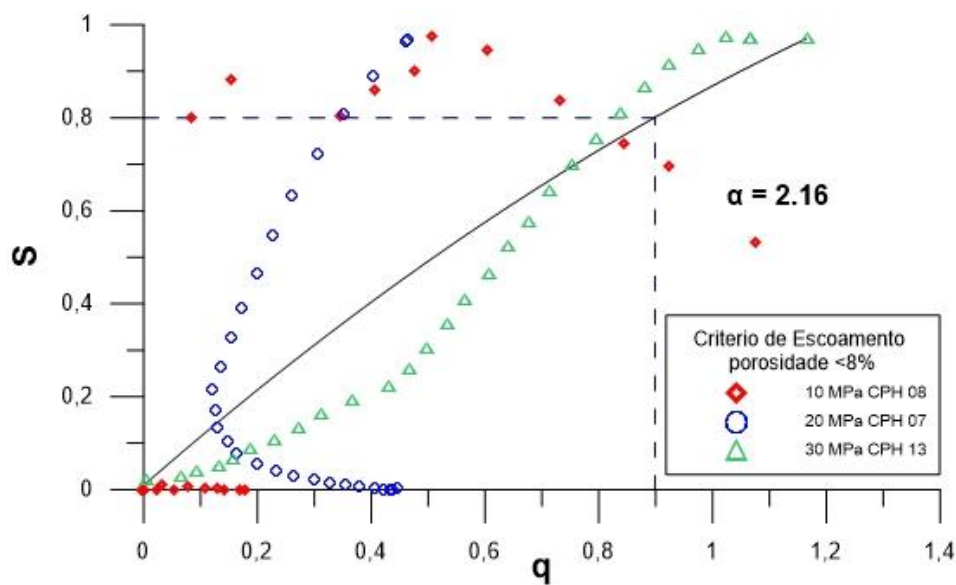 1
0,8
0,6
0,4
0,2
0
S
0 0,2 0,4 0,6 0,8 1 1,2 1,4
q
α = 2.16
Criterio de Escoamento
porosidade <8%
10 MPa CPH 08
20 MPa CPH 07
30 MPa CPH 13